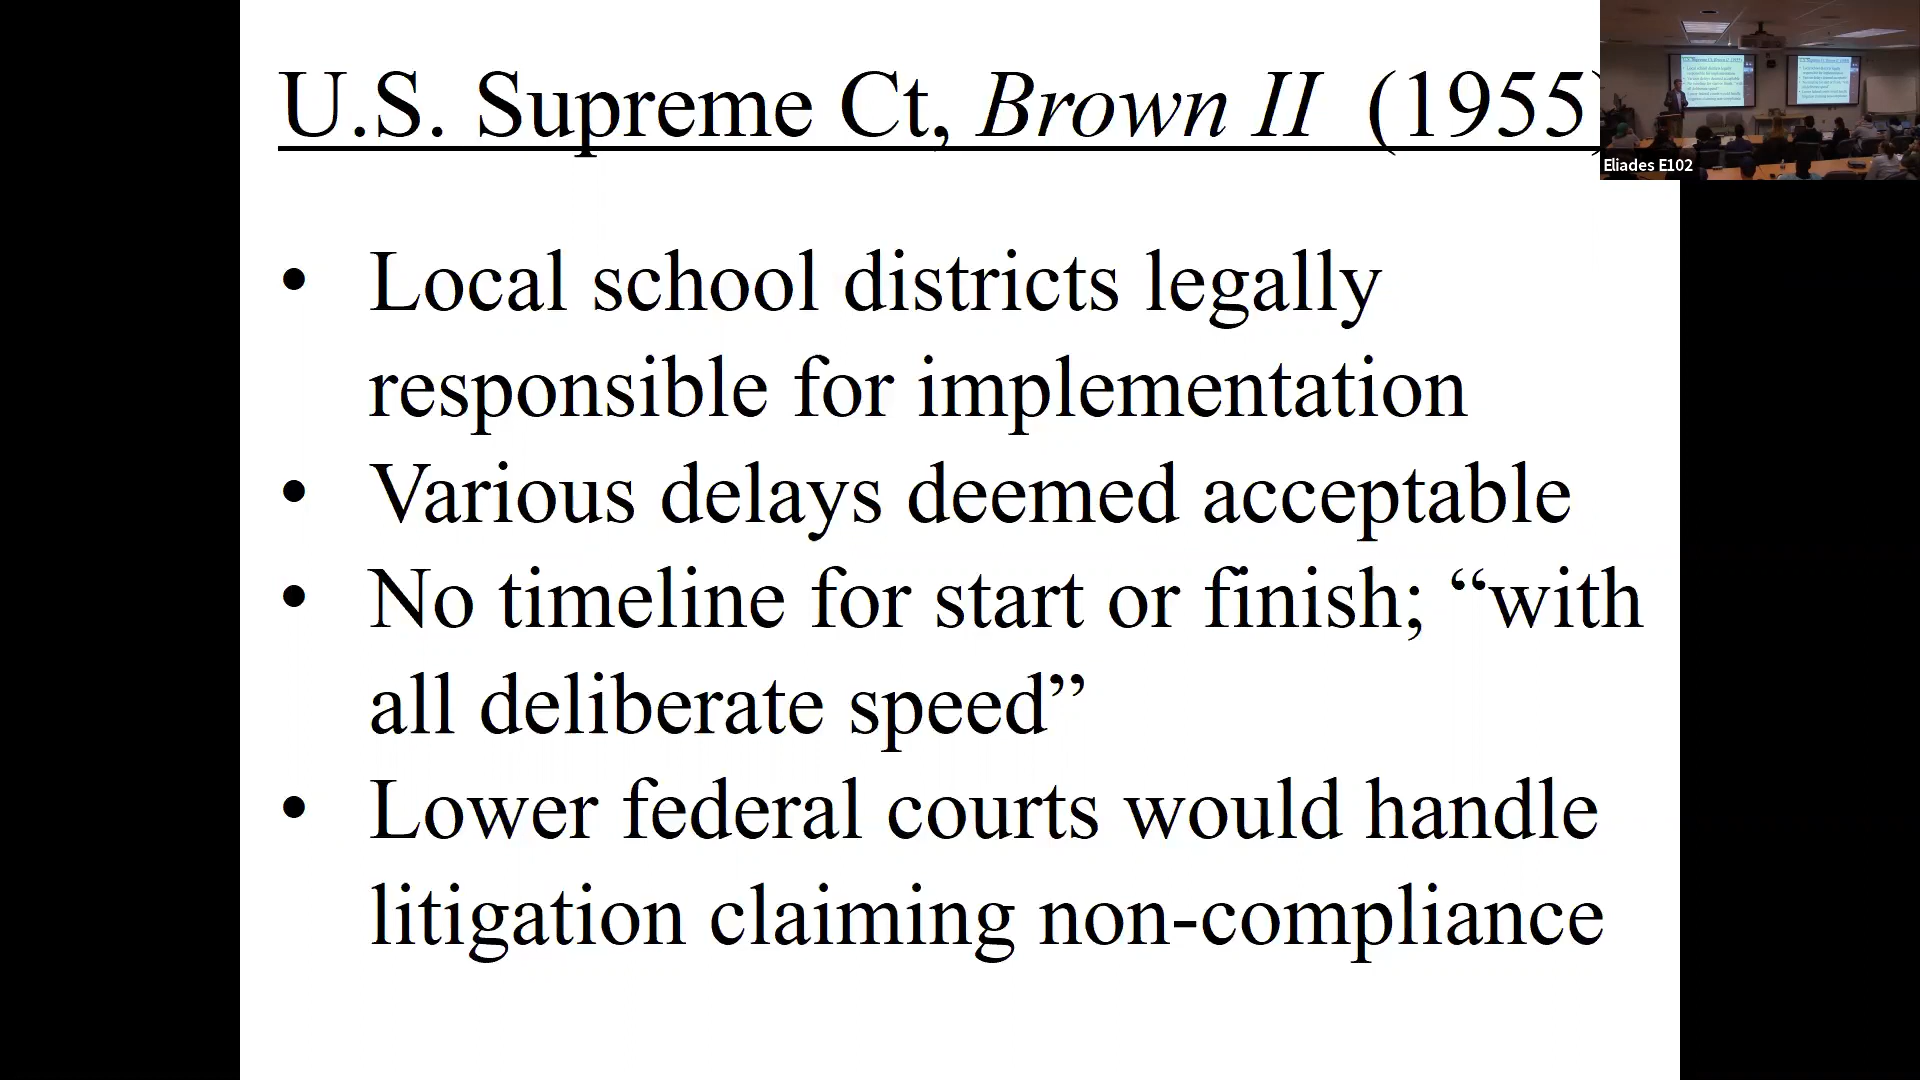 U.S. Supreme Ct, Brown II (1955)
• Local school districts legally
responsible for implementation
• Various delays deemed acceptable
• No timeline for start or finish; “with
all deliberate speed”
• Lower federal courts would handle
litigation claiming non-compliance
Eliades E102